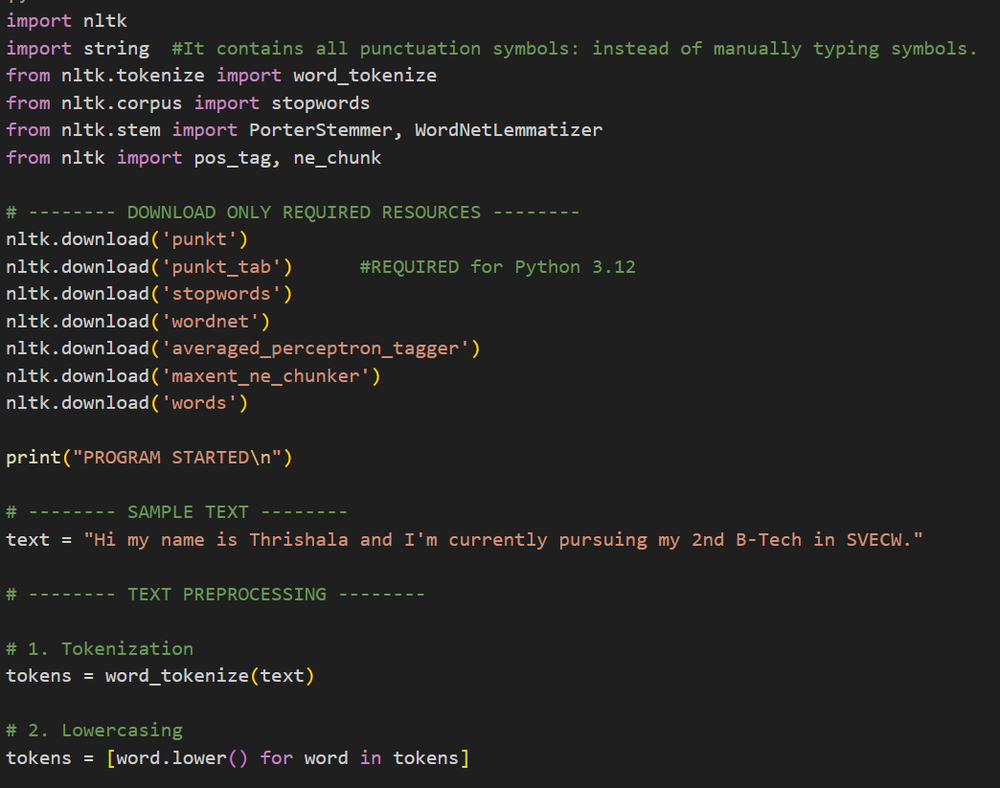 import nltk
import string  #It contains all punctuation symbols: instead of manually typing symbols.
from nltk.tokenize import word_tokenize
from nltk.corpus import stopwords
from nltk.stem import PorterStemmer, WordNetLemmatizer
from nltk import pos_tag, ne_chunk
# -------- DOWNLOAD ONLY REQUIRED RESOURCES --------
nltk.download('punkt')
nltk.download('punkt_tab')      #REQUIRED for Python 3.12
nltk.download('stopwords')
nltk.download('wordnet')
nltk.download('averaged_perceptron_tagger')
nltk.download('maxent_ne_chunker')
nltk.download('words')
print("PROGRAM STARTED\n")
# -------- SAMPLE TEXT --------
text = "Hi my name is Thrishala and I'm currently pursuing my 2nd B-Tech in SVECW."
# -------- TEXT PREPROCESSING --------
# 1. Tokenization
tokens = word_tokenize(text)
# 2. Lowercasing
tokens = [word.lower() for word in tokens]